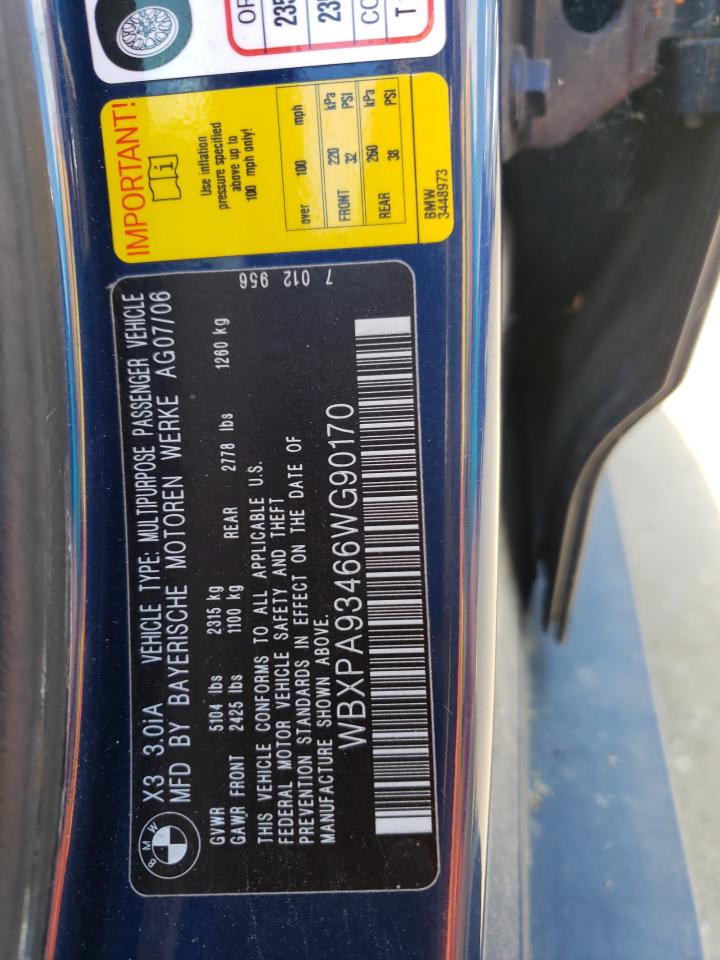 B M W
X3 3.0iA VEHICLE TYPE: MULTIPURPOSE PASSENGER VEHICLE
MFD BY BAYERISCHE MOTOREN WERKE AG07/06
GVWR 5104 lbs 2315 kg
GAWR FRONT 2425 lbs 1100 kg REAR 2778 lbs 1260 kg
THIS VEHICLE CONFORMS TO ALL APPLICABLE U.S.
FEDERAL MOTOR VEHICLE SAFETY AND THEFT
PREVENTION STANDARDS IN EFFECT ON THE DATE OF
MANUFACTURE SHOWN ABOVE.
WBXPA93466WG90170
7 012 956
IMPORTANT!
i
Use inflation
pressure specified
above up to
100 mph only!
over 100 mph
FRONT 220 kPa
32 PSI
REAR 260 kPa
38 PSI
BMW
3448973
OR
235
CO
T